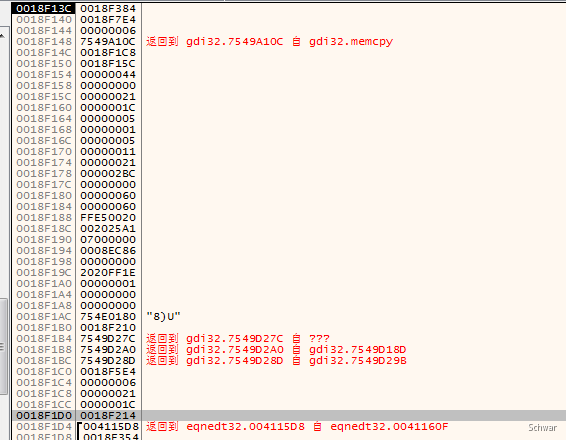 0018F13C 0018F384
0018F140 0018F7E4
0018F144 00000006
0018F148 7549A10C 返回到 gdi32.7549A10C 自 gdi32.memcpy
0018F14C 0018F1C8
0018F150 0018F15C
0018F154 00000044
0018F158 00000000
0018F15C 00000021
0018F160 0000001C
0018F164 00000005
0018F168 00000001
0018F16C 00000005
0018F170 00000011
0018F174 00000021
0018F178 000002BC
0018F17C 00000000
0018F180 00000060
0018F184 00000060
0018F188 FFE50020
0018F18C 002025A1
0018F190 07000000
0018F194 0008EC86
0018F198 00000000
0018F19C 2020FF1E
0018F1A0 00000001
0018F1A4 00000000
0018F1A8 00000000
0018F1AC 754E0180 "8)U"
0018F1B0 0018F210
0018F1B4 7549D27C 返回到 gdi32.7549D27C 自 ???
0018F1B8 7549D2A0 返回到 gdi32.7549D2A0 自 gdi32.7549D18D
0018F1BC 7549D28D 返回到 gdi32.7549D28D 自 gdi32.7549D29B
0018F1C0 0018F5E4
0018F1C4 00000006
0018F1C8 00000021
0018F1CC 0000001C
0018F1D0 0018F214
0018F1D4 004115D8 返回到 eqnedt32.004115D8 自 eqnedt32.0041160F
0018F1D8 0018F354
Schwar